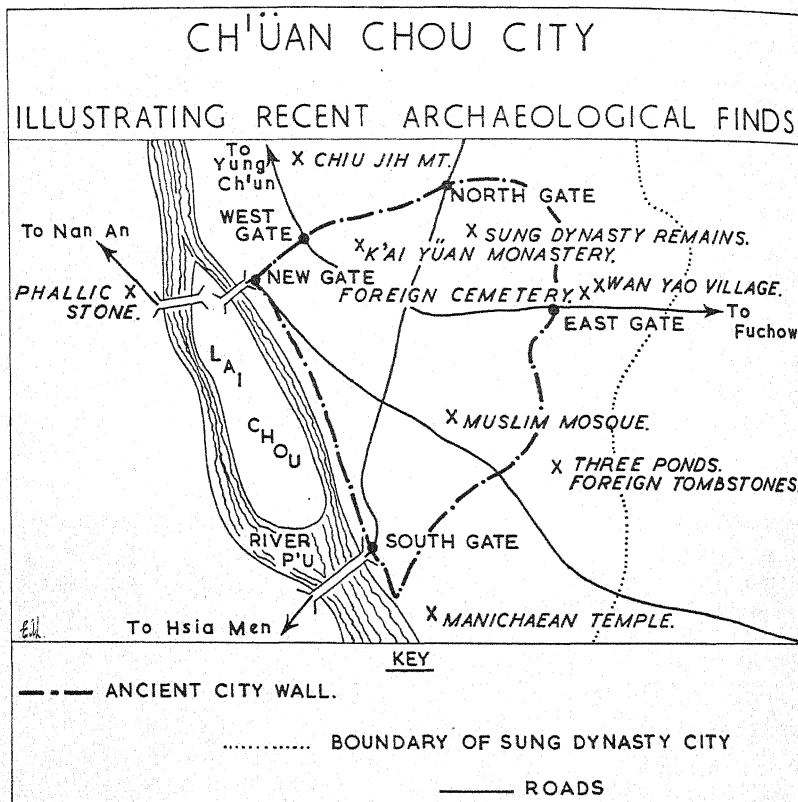 CH'ÜAN CHOU CITY
ILLUSTRATING RECENT ARCHAEOLOGICAL FINDS
To
Yung
Ch'un
X CHIU JIH MT.
NORTH GATE
WEST
GATE
To Nan An
X SUNG DYNASTY REMAINS.
X K'AI YÜAN MONASTERY.
NEW GATE
PHALLIC X
STONE.
FOREIGN CEMETERY. X
X WAN YAO VILLAGE.
EAST GATE
To
Fuchow
LAI
CHOU
X MUSLIM MOSQUE.
X THREE PONDS.
FOREIGN TOMBSTONES.
RIVER
P'U
SOUTH GATE
X MANICHAEAN TEMPLE.
To Hsia Men
KEY
ANCIENT CITY WALL.
BOUNDARY OF SUNG DYNASTY CITY
ROADS